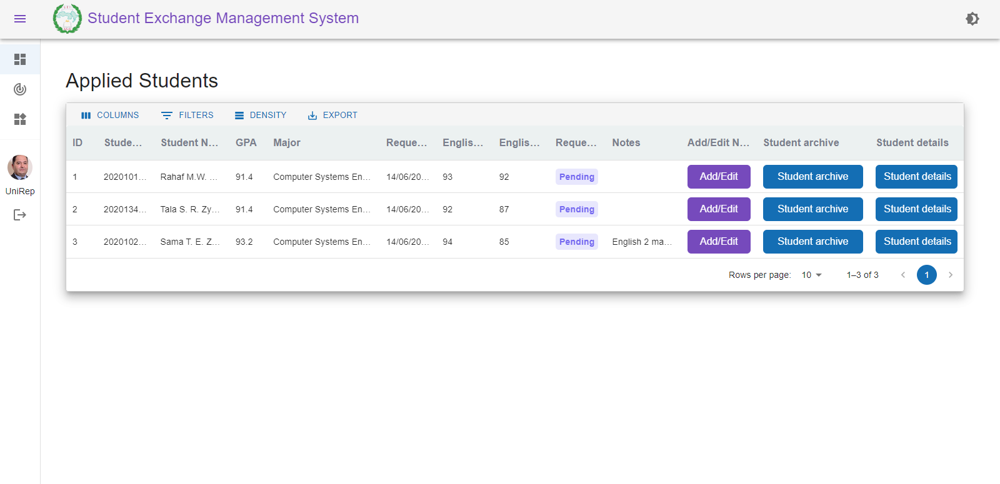 Student Exchange Management System
Applied Students
COLUMNS FILTERS DENSITY EXPORT
ID Stude... Student N... GPA Major Reque... Englis... Englis... Reque... Notes Add/Edit N... Student archive Student details
1 2020101... Rahaf M.W. ... 91.4 Computer Systems En... 14/06/20... 93 92 Pending Add/Edit Student archive Student details
2 2020134... Tala S. R. Zy... 91.4 Computer Systems En... 14/06/20... 92 87 Pending Add/Edit Student archive Student details
3 2020102... Sama T. E. Z... 93.2 Computer Systems En... 14/06/20... 94 85 Pending English 2 ma... Add/Edit Student archive Student details
Rows per page: 10 1–3 of 3 1
UniRep